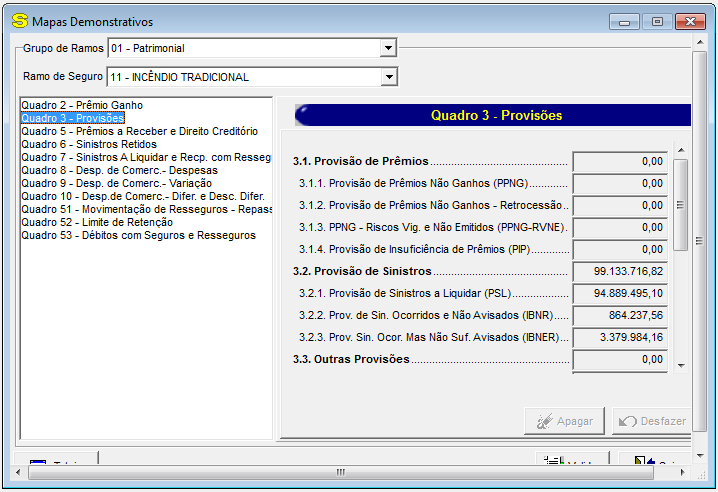 Mapas Demonstrativos
Grupo de Ramos 01 - Patrimonial
Ramo de Seguro 11 - INCÊNDIO TRADICIONAL
Quadro 2 - Prêmio Ganho
Quadro 3 - Provisões
Quadro 5 - Prêmios a Receber e Direito Creditório
Quadro 6 - Sinistros Retidos
Quadro 7 - Sinistros A Liquidar e Recp. com Resseg
Quadro 8 - Desp. de Comerc.- Despesas
Quadro 9 - Desp. de Comerc.- Variação
Quadro 10 - Desp.de Comerc.- Difer. e Desc. Difer.
Quadro 51 - Movimentação de Resseguros - Repass
Quadro 52 - Limite de Retenção
Quadro 53 - Débitos com Seguros e Resseguros
Quadro 3 - Provisões
3.1. Provisão de Prêmios 0,00
3.1.1. Provisão de Prêmios Não Ganhos (PPNG) 0,00
3.1.2. Provisão de Prêmios Não Ganhos - Retrocessão 0,00
3.1.3. PPNG - Riscos Vig. e Não Emitidos (PPNG-RVNE) 0,00
3.1.4. Provisão de Insuficiência de Prêmios (PIP) 0,00
3.2. Provisão de Sinistros 99.133.716,82
3.2.1. Provisão de Sinistros a Liquidar (PSL) 94.889.495,10
3.2.2. Prov. de Sin. Ocorridos e Não Avisados (IBNR) 864.237,56
3.2.3. Prov. Sin. Ocor. Mas Não Suf. Avisados (IBNER) 3.379.984,16
3.3. Outras Provisões 0,00
Apagar Desfazer